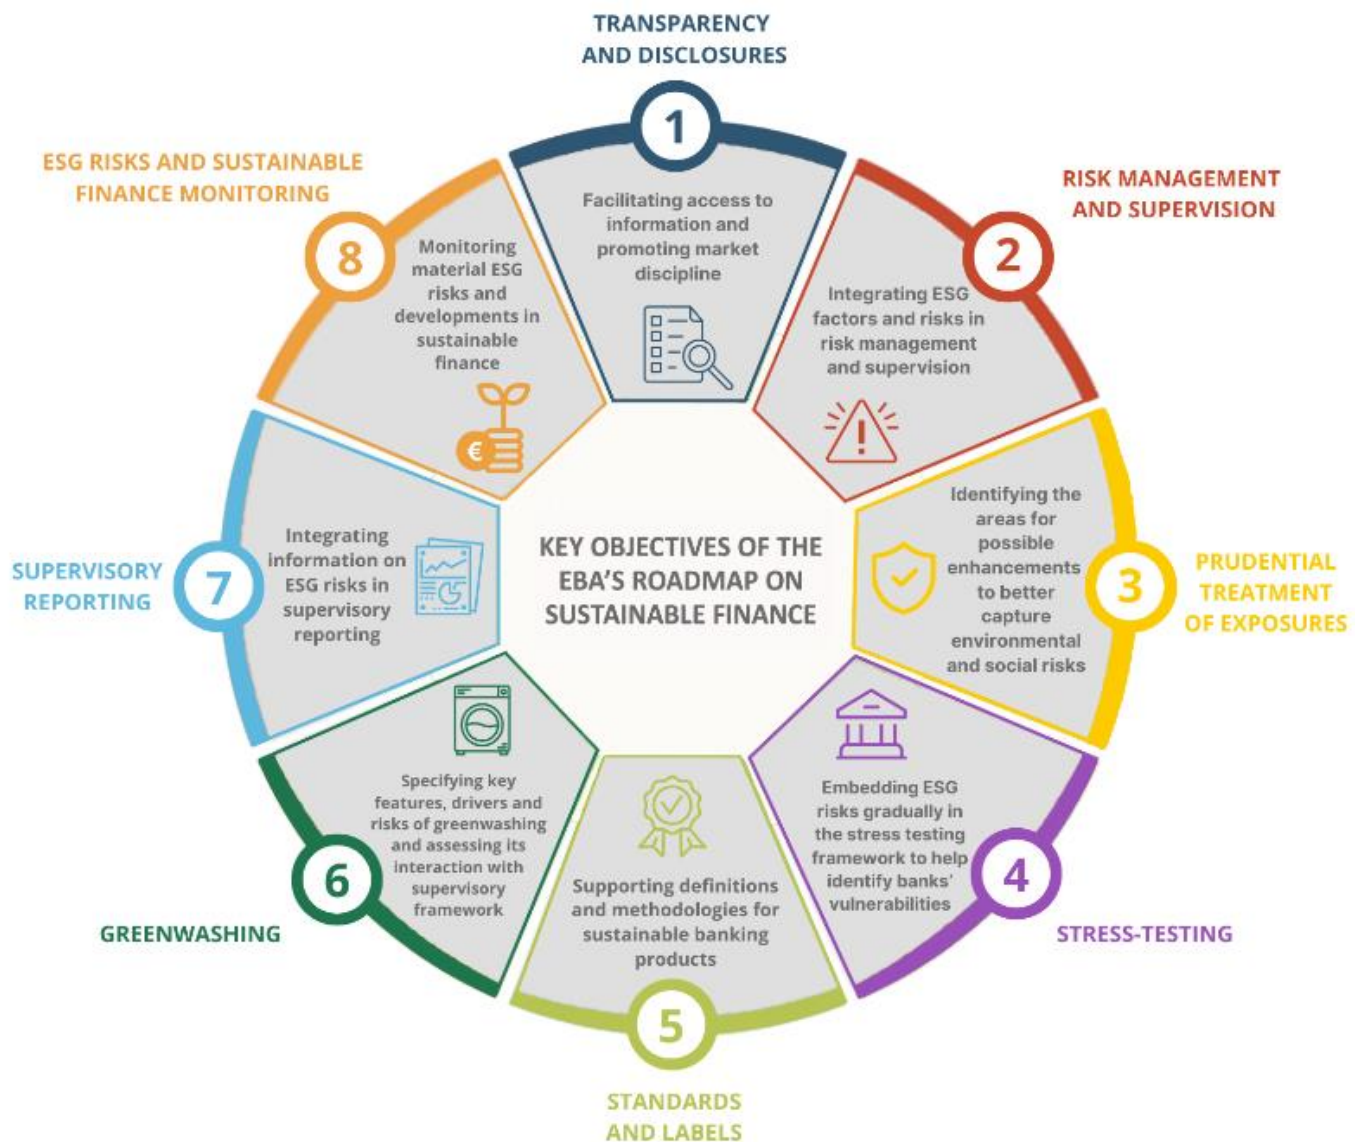 TRANSPARENCY
AND DISCLOSURES
1
Facilitating access to
information and
promoting market
discipline
RISK MANAGEMENT
AND SUPERVISION
2
Integrating ESG
factors and risks in
risk management
and supervision
!
PRUDENTIAL
TREATMENT
OF EXPOSURES
3
Identifying the
areas for
possible
enhancements
to better
capture
environmental
and social risks
STRESS-TESTING
4
Embedding ESG
risks gradually in
the stress testing
framework to help
identify banks'
vulnerabilities
STANDARDS
AND LABELS
5
Supporting definitions
and methodologies for
sustainable banking
products
GREENWASHING
6
Specifying key
features, drivers and
risks of greenwashing
and assessing its
interaction with
supervisory
framework
SUPERVISORY
REPORTING
7
Integrating
information on
ESG risks in
supervisory
reporting
ESG RISKS AND SUSTAINABLE
FINANCE MONITORING
8
Monitoring
material ESG
risks and
developments in
sustainable
finance
€
KEY OBJECTIVES OF THE
EBA'S ROADMAP ON
SUSTAINABLE FINANCE